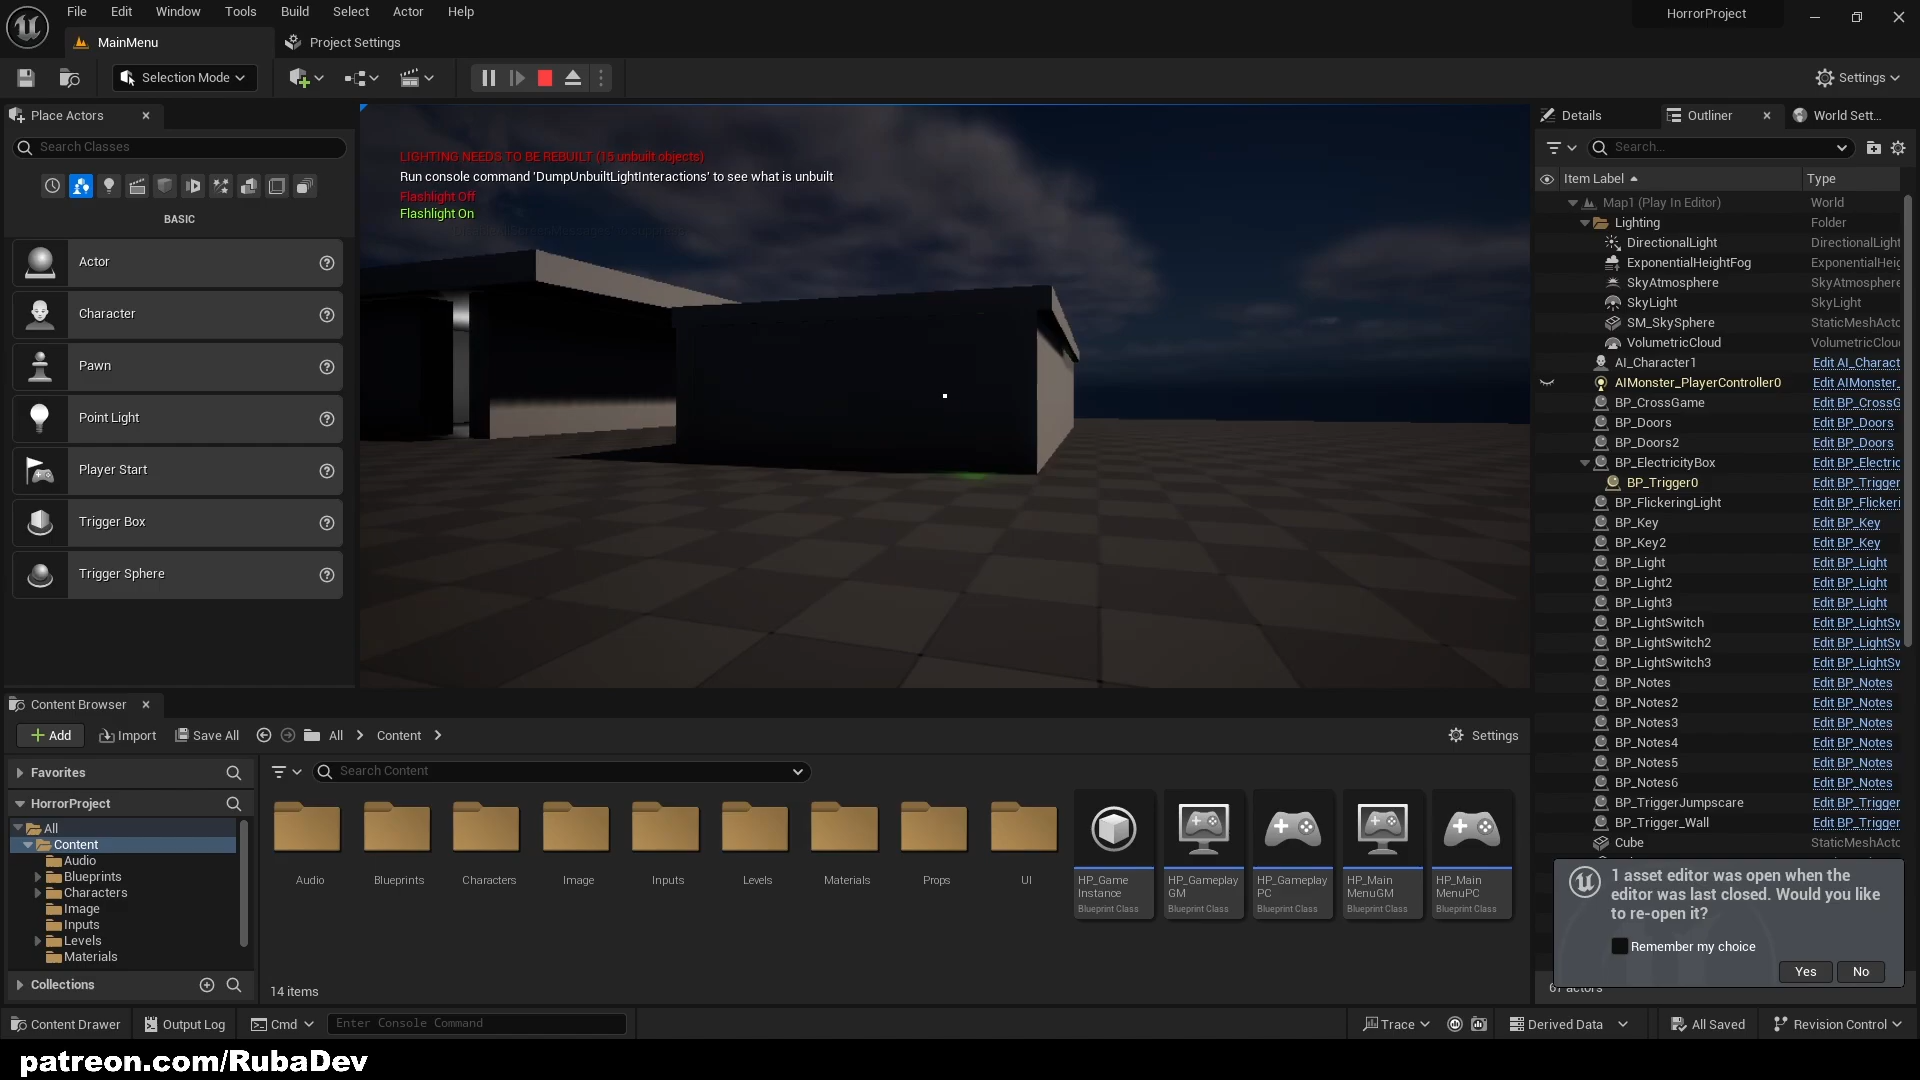 File Edit Window Tools Build Select Actor Help
HorrorProject
MainMenu
Project Settings
Selection Mode
Settings
Place Actors
Search Classes
BASIC
Actor
Character
Pawn
Point Light
Player Start
Trigger Box
Trigger Sphere
LIGHTING NEEDS TO BE REBUILT (15 unbuilt objects)
Run console command 'DumpUnbuiltLightInteractions' to see what is unbuilt
Flashlight Off
Flashlight On
Details
Outliner
World Sett...
Search...
Item Label Type
Map1 (Play In Editor) World
Lighting Folder
DirectionalLight DirectionalLight
ExponentialHeightFog ExponentialHeig
SkyAtmosphere SkyAtmosphere
SkyLight SkyLight
SM_SkySphere StaticMeshActo
VolumetricCloud VolumetricClou
AI_Character1 Edit AI_Charact
AIMonster_PlayerController0 Edit AIMonster_
BP_CrossGame Edit BP_CrossG
BP_Doors Edit BP_Doors
BP_Doors2 Edit BP_Doors
BP_ElectricityBox Edit BP_Electric
BP_Trigger0 Edit BP_Trigger
BP_FlickeringLight Edit BP_Flickeri
BP_Key Edit BP_Key
BP_Key2 Edit BP_Key
BP_Light Edit BP_Light
BP_Light2 Edit BP_Light
BP_Light3 Edit BP_Light
BP_LightSwitch Edit BP_LightSw
BP_LightSwitch2 Edit BP_LightSw
BP_LightSwitch3 Edit BP_LightSw
BP_Notes Edit BP_Notes
BP_Notes2 Edit BP_Notes
BP_Notes3 Edit BP_Notes
BP_Notes4 Edit BP_Notes
BP_Notes5 Edit BP_Notes
BP_Notes6 Edit BP_Notes
BP_TriggerJumpscare Edit BP_Trigger
BP_Trigger_Wall Edit BP_Trigger
Cube StaticMeshActo
1 asset editor was open when the
editor was last closed. Would you like
to re-open it?
Remember my choice
Yes No
Content Browser
Add Import Save All All Content
Settings
Favorites
Search Content
HorrorProject
All
Content
Audio
Blueprints
Characters
Image
Inputs
Levels
Materials
Collections
Audio Blueprints Characters Image Inputs Levels Materials Props UI
HP_Game
Instance
Blueprint Class
HP_Gameplay
GM
Blueprint Class
HP_Gameplay
PC
Blueprint Class
HP_Main
MenuGM
Blueprint Class
HP_Main
MenuPC
Blueprint Class
14 items
Content Drawer Output Log Cmd Enter Console Command
Trace Derived Data All Saved Revision Control
patreon.com/RubaDev